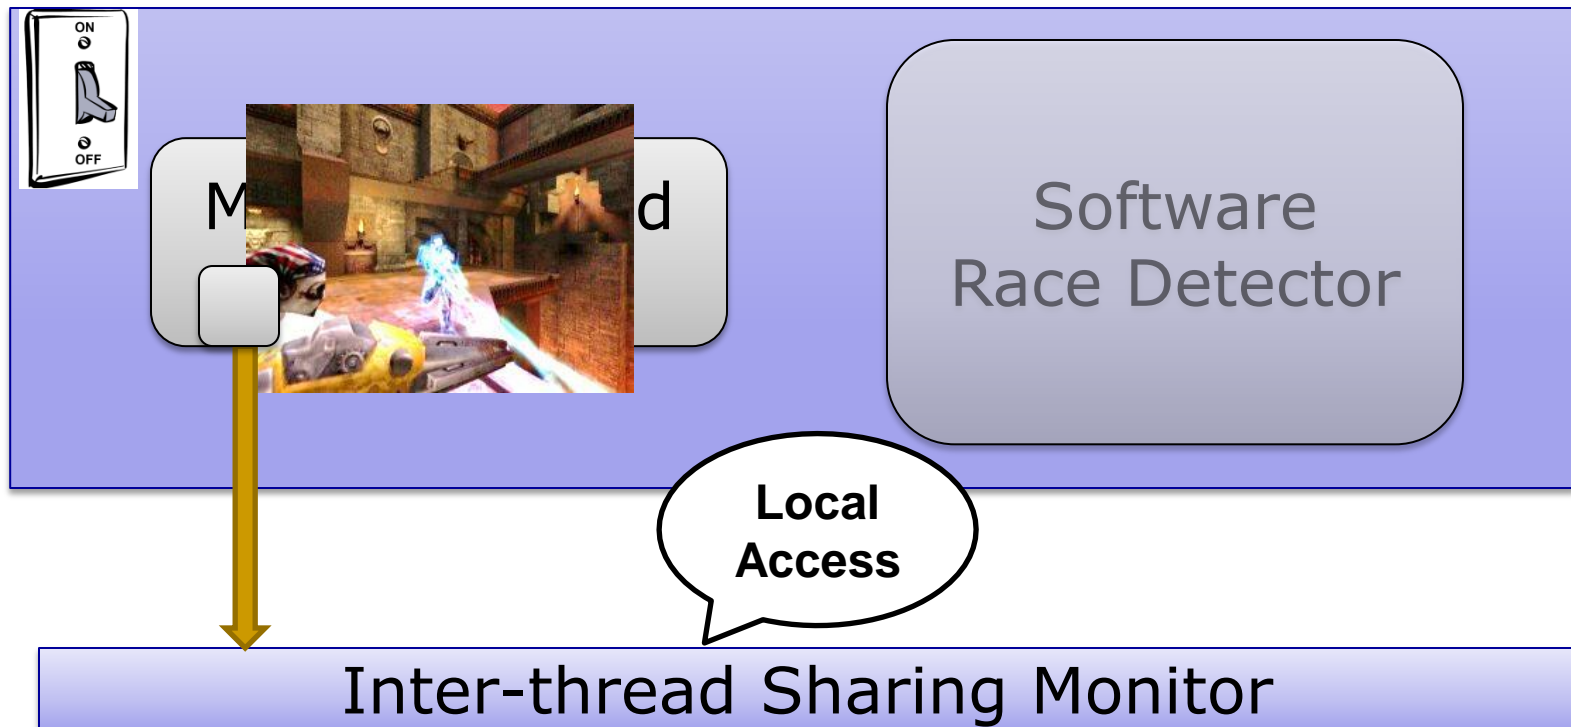 ON
OFF
M
d
Software
Race Detector
Local
Access
Inter-thread Sharing Monitor